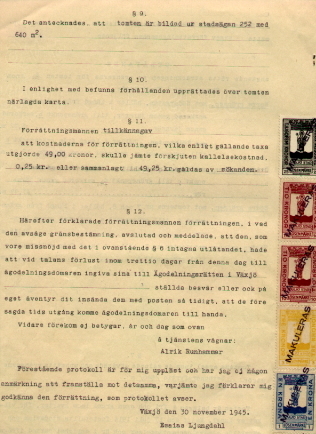 § 9.
Det antecknades, att tomten är bildad ur stadsägan 252 med
640 m².
§ 10.
I enlighet med befunna förhållanden upprättades över tomten
närlagda karta.
§ 11.
Förrättningsmannen tillkännagav
att kostnaderna för förrättningen, vilka enligt gällande taxa
utgjorde 49,00 kronor, skulle jämte förskjuten kallelsekostnad,
0,25 kr. eller sammanlagt 49,25 kr. gäldas av sökanden.
§ 12.
Härefter förklarade förrättningsmannen förrättningen, i vad
den avsåge gränsbestämning, avslutad och meddelade, att den, som
vore missnöjd med det i ovanstående § 6 intagna utlåtandet, hade
att vid talans förlust inom trettio dagar från denna dag till
ägodelningsdomaren ingiva sina till Ägodelningsrätten i Växjö
ställda besvär eller ock på
eget äventyr dit insända dem med posten så tidigt, att de före
sagda tids utgång komme ägodelningsdomaren till handa.
Vidare förekom ej betygar. År och dag som ovan
å tjänstens vägnar:
Alrik Sunhammar
Förestående protokoll är för mig uppläst och har jag ej någon
anmärkning att framställa mot detsamma, varjämte jag förklarar mig
godkänna den förrättning, som protokollet avser.
Växjö den 30 november 1945.
Ljungdahl
MAKULERAS
MAKULERAS
EN KRONA